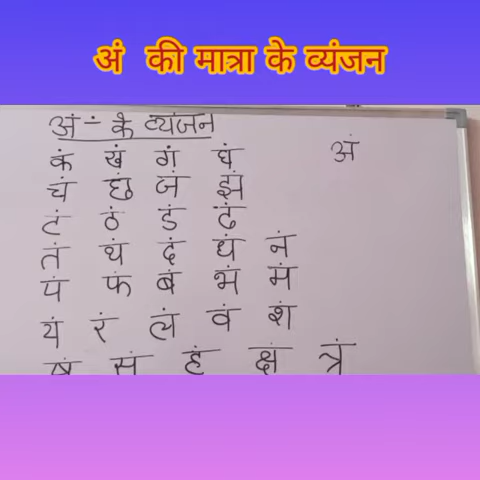 अं की मात्रा के व्यंजन
अं - ं के व्यंजन
कं खं गं घं अं
चं छं जं झं
टं ठं डं ढं
तं थं दं धं नं
पं फं बं भं मं
यं रं लं वं शं
षं सं हं क्षं त्रं